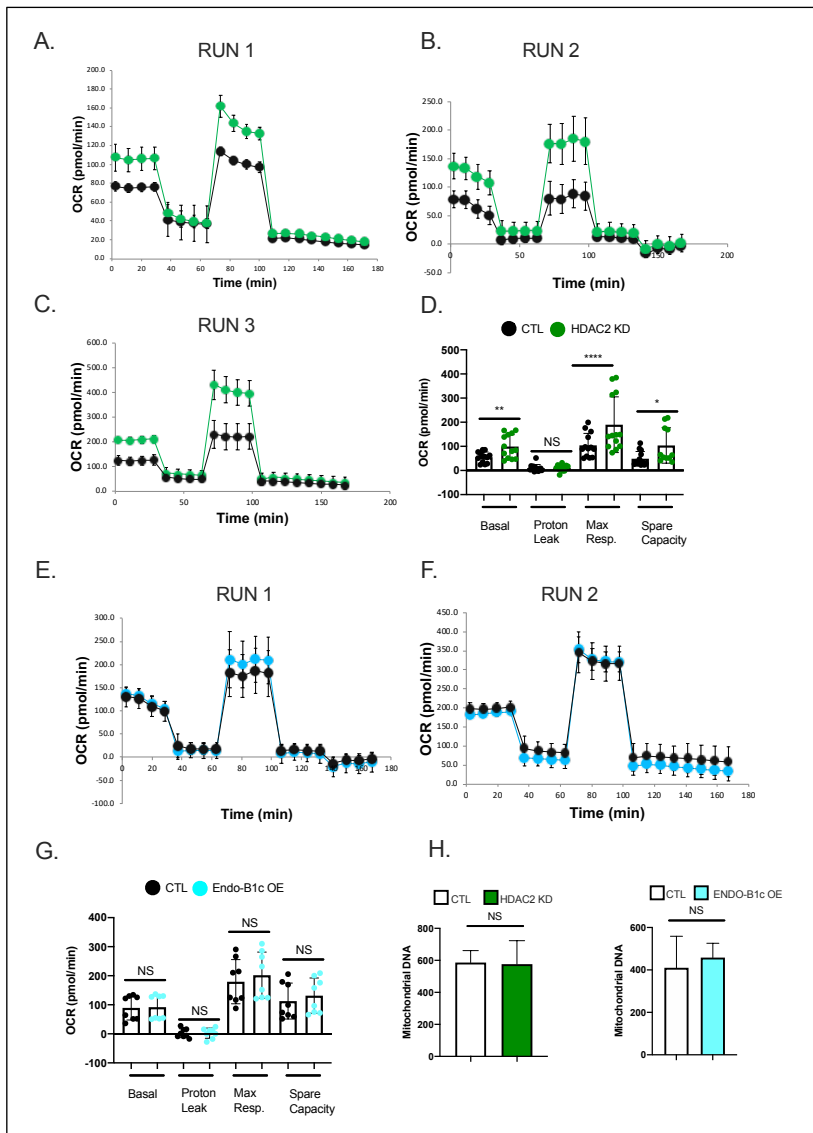 A.
RUN 1
OCR (pmol/min)
200.0
180.0
160.0
140.0
120.0
100.0
80.0
60.0
40.0
20.0
0.0
0 20 40 60 80 100 120 140 160 180
Time (min)
B.
RUN 2
OCR (pmol/min)
250.0
200.0
150.0
100.0
50.0
0.0
-50.0
0 50 100 150 200
Time (min)
C.
RUN 3
OCR (pmol/min)
600.0
500.0
400.0
300.0
200.0
100.0
0.0
0 50 100 150 200
Time (min)
D.
CTL HDAC2 KD
OCR (pmol/min)
500
400
300
200
100
0
-100
** NS **** *
Basal Proton Leak Max Resp. Spare Capacity
E.
RUN 1
OCR (pmol/min)
300.0
250.0
200.0
150.0
100.0
50.0
0.0
-50.0
-100.0
0 20 40 60 80 100 120 140 160 180
Time (min)
F.
RUN 2
OCR (pmol/min)
450.0
400.0
350.0
300.0
250.0
200.0
150.0
100.0
50.0
0.0
0 20 40 60 80 100 120 140 160 180
Time (min)
G.
CTL Endo-B1c OE
OCR (pmol/min)
400
300
200
100
0
-100
NS NS NS NS
Basal Proton Leak Max Resp. Spare Capacity
H.
CTL HDAC2 KD
NS
Mitochondrial DNA
800
600
400
200
0
CTL ENDO-B1c OE
NS
Mitochondrial DNA
600
400
200
0